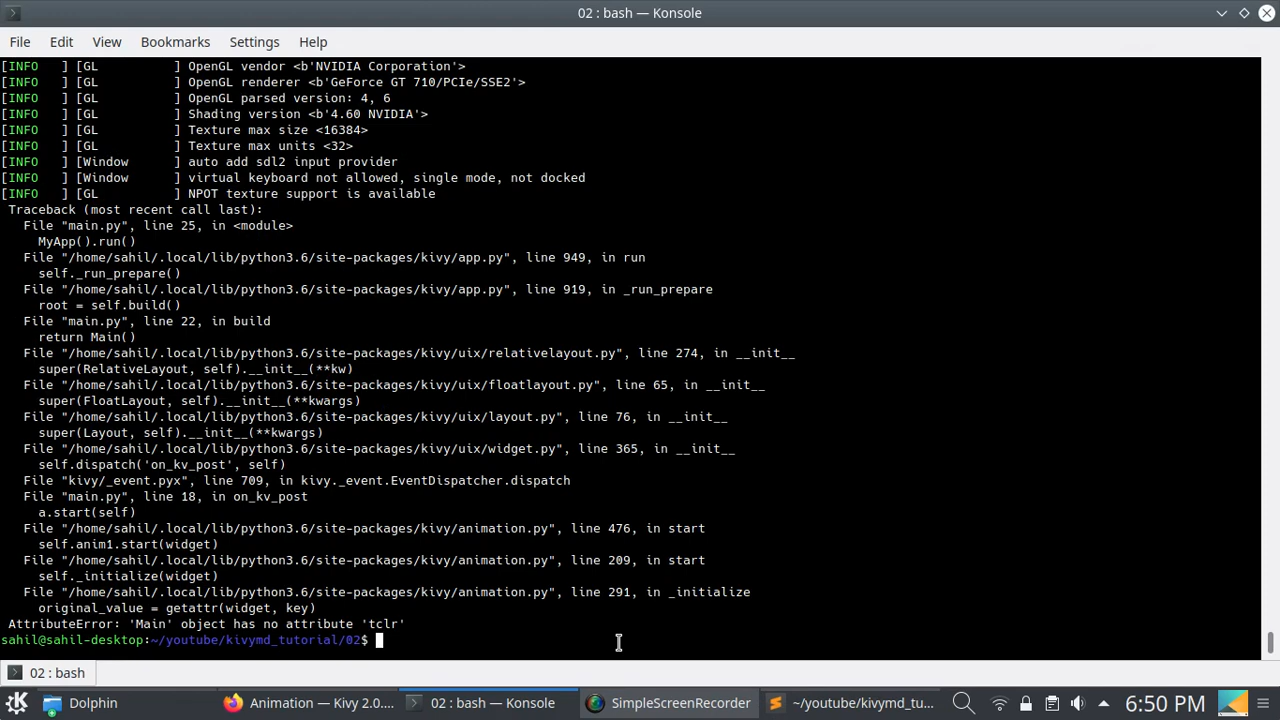 02 : bash — Konsole
File Edit View Bookmarks Settings Help
[INFO   ] [GL          ] OpenGL vendor <b'NVIDIA Corporation'>
[INFO   ] [GL          ] OpenGL renderer <b'GeForce GT 710/PCIe/SSE2'>
[INFO   ] [GL          ] OpenGL parsed version: 4, 6
[INFO   ] [GL          ] Shading version <b'4.60 NVIDIA'>
[INFO   ] [GL          ] Texture max size <16384>
[INFO   ] [GL          ] Texture max units <32>
[INFO   ] [Window      ] auto add sdl2 input provider
[INFO   ] [Window      ] virtual keyboard not allowed, single mode, not docked
[INFO   ] [GL          ] NPOT texture support is available
 Traceback (most recent call last):
   File "main.py", line 25, in <module>
     MyApp().run()
   File "/home/sahil/.local/lib/python3.6/site-packages/kivy/app.py", line 949, in run
     self._run_prepare()
   File "/home/sahil/.local/lib/python3.6/site-packages/kivy/app.py", line 919, in _run_prepare
     root = self.build()
   File "main.py", line 22, in build
     return Main()
   File "/home/sahil/.local/lib/python3.6/site-packages/kivy/uix/relativelayout.py", line 274, in __init__
     super(RelativeLayout, self).__init__(**kw)
   File "/home/sahil/.local/lib/python3.6/site-packages/kivy/uix/floatlayout.py", line 65, in __init__
     super(FloatLayout, self).__init__(**kwargs)
   File "/home/sahil/.local/lib/python3.6/site-packages/kivy/uix/layout.py", line 76, in __init__
     super(Layout, self).__init__(**kwargs)
   File "/home/sahil/.local/lib/python3.6/site-packages/kivy/uix/widget.py", line 365, in __init__
     self.dispatch('on_kv_post', self)
   File "kivy/_event.pyx", line 709, in kivy._event.EventDispatcher.dispatch
   File "main.py", line 18, in on_kv_post
     a.start(self)
   File "/home/sahil/.local/lib/python3.6/site-packages/kivy/animation.py", line 476, in start
     self.anim1.start(widget)
   File "/home/sahil/.local/lib/python3.6/site-packages/kivy/animation.py", line 209, in start
     self._initialize(widget)
   File "/home/sahil/.local/lib/python3.6/site-packages/kivy/animation.py", line 291, in _initialize
     original_value = getattr(widget, key)
 AttributeError: 'Main' object has no attribute 'tclr'
sahil@sahil-desktop:~/youtube/kivymd_tutorial/02$
02 : bash
Dolphin Animation — Kivy 2.0.... 02 : bash — Konsole SimpleScreenRecorder ~/youtube/kivymd_tu... 6:50 PM